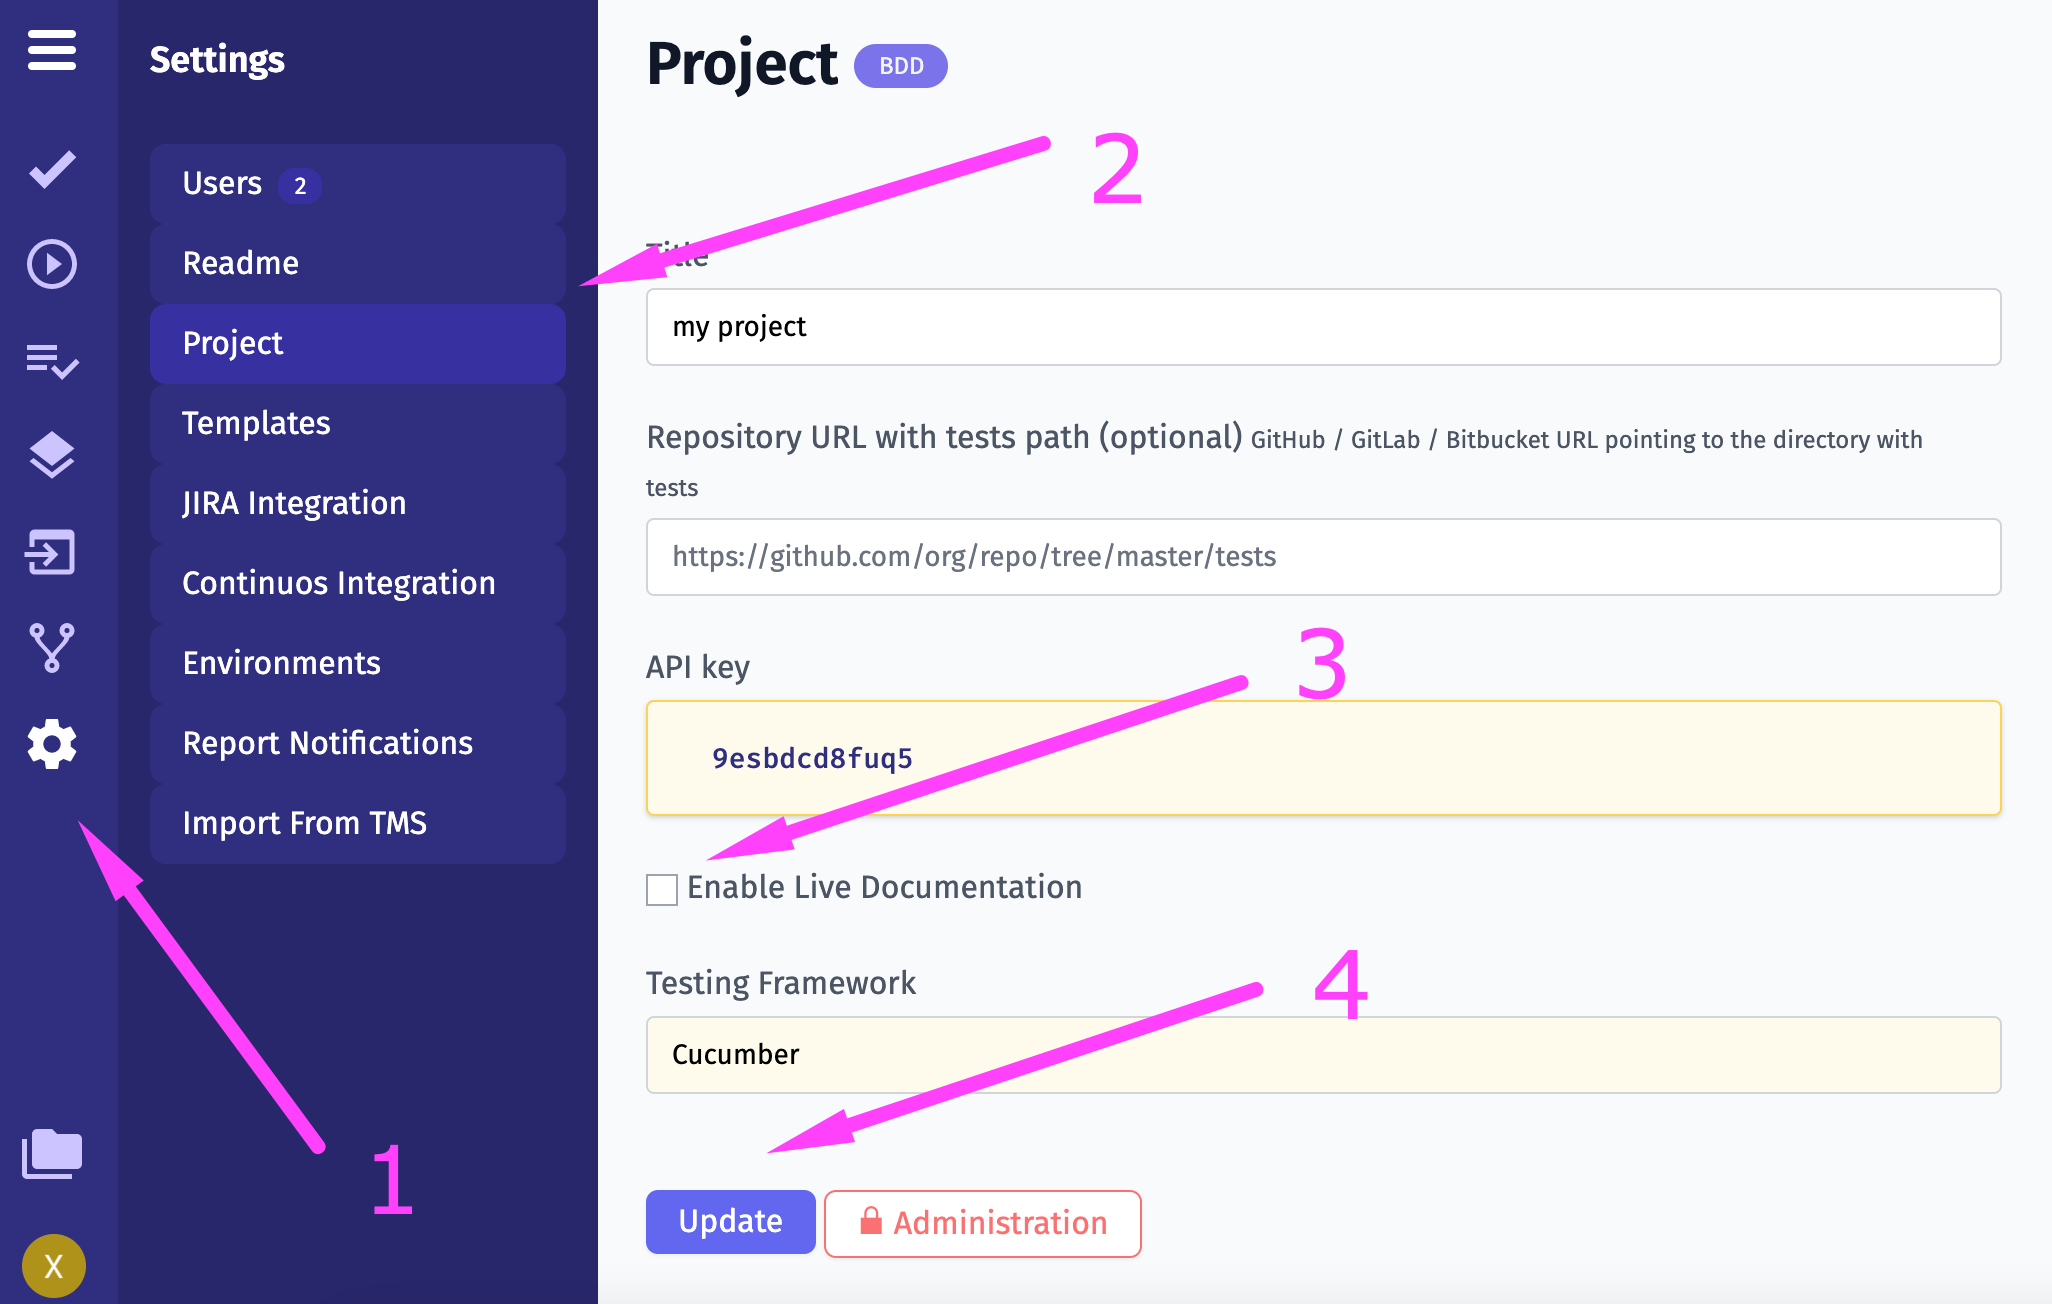 Settings
Users 2
Readme
Project
Templates
JIRA Integration
Continuos Integration
Environments
Report Notifications
Import From TMS
X
1
Project BDD
2
Title
my project
Repository URL with tests path (optional) GitHub / GitLab / Bitbucket URL pointing to the directory with
tests
https://github.com/org/repo/tree/master/tests
3
API key
9esbdcd8fuq5
Enable Live Documentation
4
Testing Framework
Cucumber
Update Administration